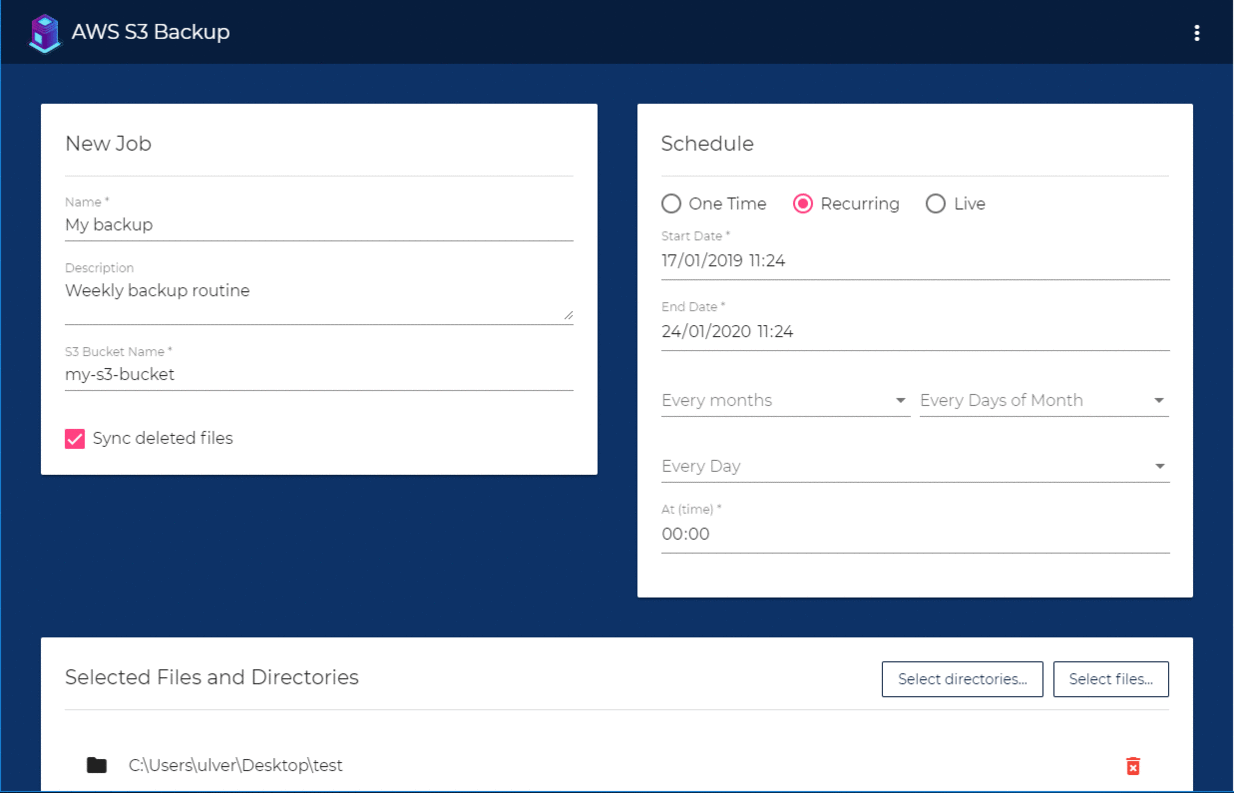 AWS S3 Backup
New Job
Name *
My backup
Description
Weekly backup routine
S3 Bucket Name *
my-s3-bucket
Sync deleted files
Schedule
One Time Recurring Live
Start Date *
17/01/2019 11:24
End Date *
24/01/2020 11:24
Every months Every Days of Month
Every Day
At (time) *
00:00
Selected Files and Directories Select directories... Select files...
C:\Users\ulver\Desktop\test